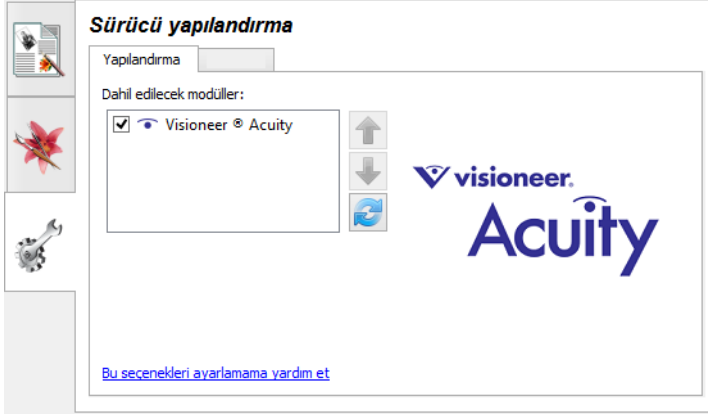 Sürücü yapılandırma
Yapılandırma
Dahil edilecek modüller:
Visioneer ® Acuity
visioneer.
Acuity
Bu seçenekleri ayarlamama yardım et